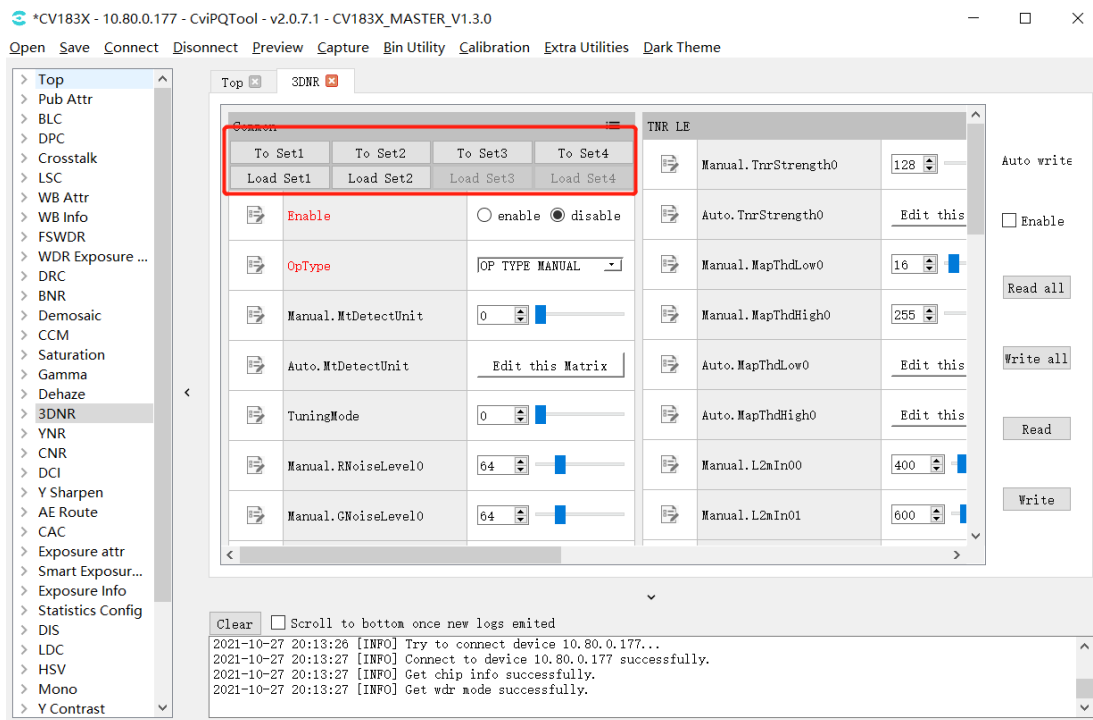 *CV183X - 10.80.0.177 - CviPQTool - v2.0.7.1 - CV183X_MASTER_V1.3.0
Open Save Connect Disonnect Preview Capture Bin Utility Calibration Extra Utilities Dark Theme
Top
Pub Attr
BLC
DPC
Crosstalk
LSC
WB Attr
WB Info
FSWDR
WDR Exposure ...
DRC
BNR
Demosaic
CCM
Saturation
Gamma
Dehaze
3DNR
YNR
CNR
DCI
Y Sharpen
AE Route
CAC
Exposure attr
Smart Exposur...
Exposure Info
Statistics Config
DIS
LDC
HSV
Mono
Y Contrast
Top 3DNR
Common
To Set1 To Set2 To Set3 To Set4
Load Set1 Load Set2 Load Set3 Load Set4
Enable enable disable
OpType OP TYPE MANUAL
Manual.MtDetectUnit 0
Auto.MtDetectUnit Edit this Matrix
TuningMode 0
Manual.RNoiseLevel0 64
Manual.GNoiseLevel0 64
TNR LE
Manual.TnrStrength0 128
Auto.TnrStrength0 Edit this
Manual.MapThdLow0 16
Manual.MapThdHigh0 255
Auto.MapThdLow0 Edit this
Auto.MapThdHigh0 Edit this
Manual.L2mIn00 400
Manual.L2mIn01 600
Auto write
Enable
Read all
Write all
Read
Write
Clear Scroll to bottom once new logs emited
2021-10-27 20:13:26 [INFO] Try to connect device 10.80.0.177...
2021-10-27 20:13:27 [INFO] Connect to device 10.80.0.177 successfully.
2021-10-27 20:13:27 [INFO] Get chip info successfully.
2021-10-27 20:13:27 [INFO] Get wdr mode successfully.